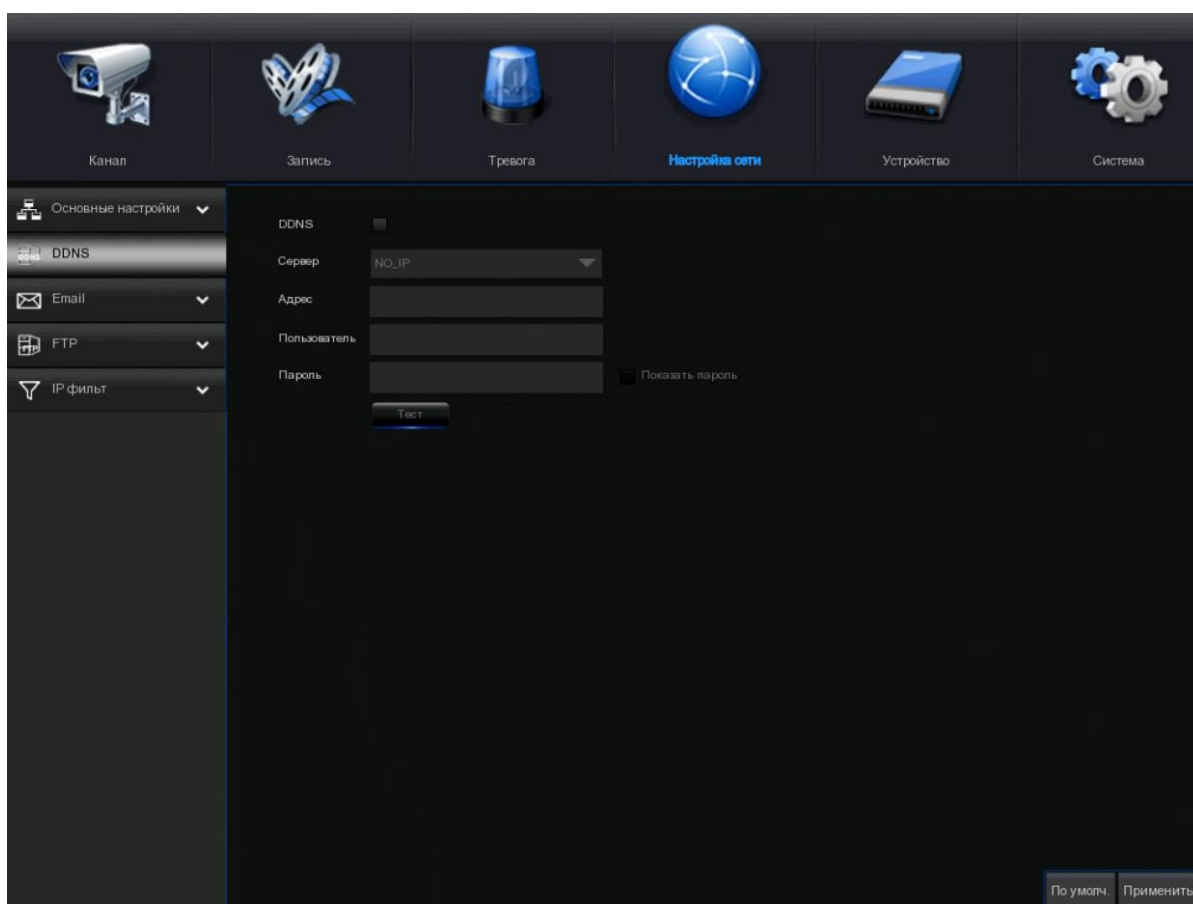 Канал
Запись
Тревога
Настройка сети
Устройство
Система
Основные настройки
DDNS
Email
FTP
IP фильт
DDNS
Сервер NO_IP
Адрес
Пользователь
Пароль Показать пароль
Тест
По умолч. Применить